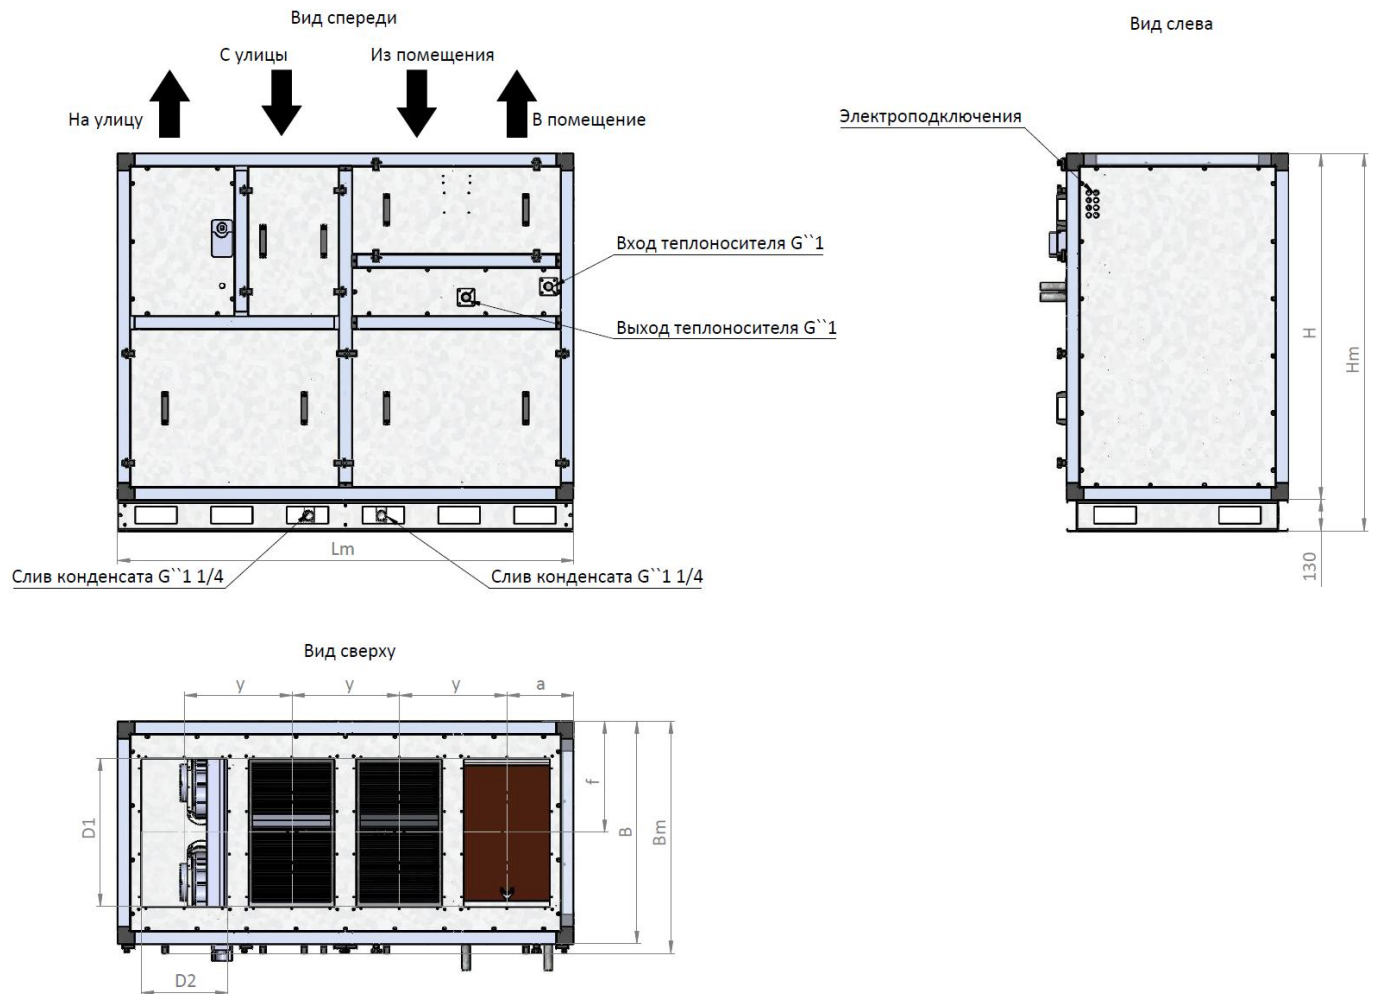 Вид спереди
Вид слева
С улицы
Из помещения
На улицу
В помещение
Электроподключения
Вход теплоносителя G``1
Выход теплоносителя G``1
H
Hm
Lm
130
Слив конденсата G``1 1/4
Слив конденсата G``1 1/4
Вид сверху
y
y
y
a
f
D1
B
Bm
D2